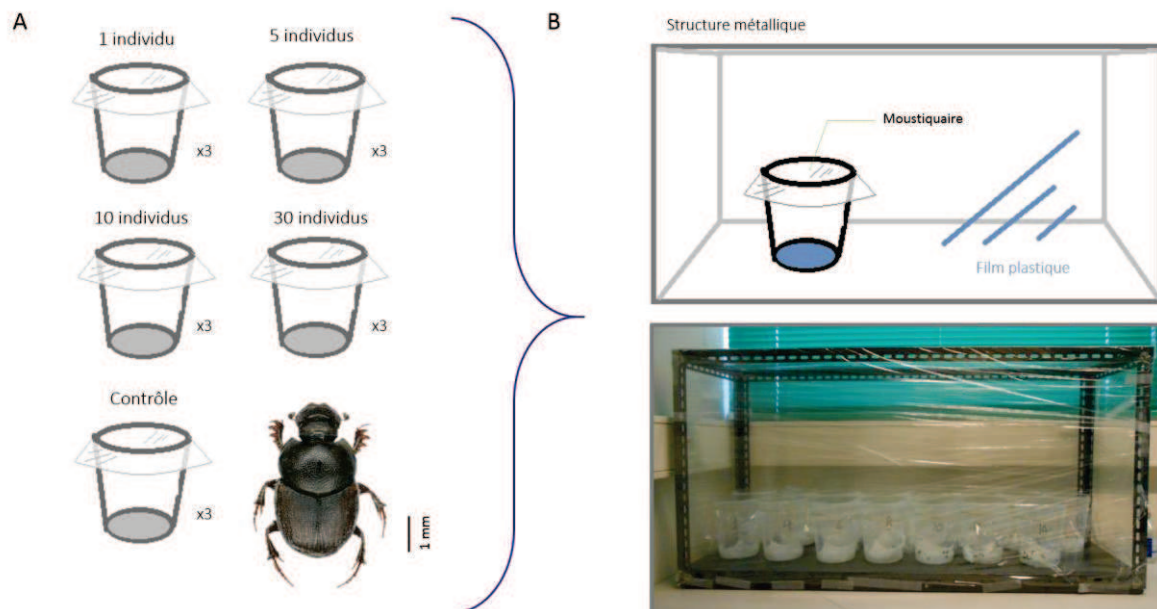 A
1 individu
5 individus
x3
x3
10 individus
30 individus
x3
x3
Contrôle
x3
1 mm
B
Structure métallique
Moustiquaire
Film plastique